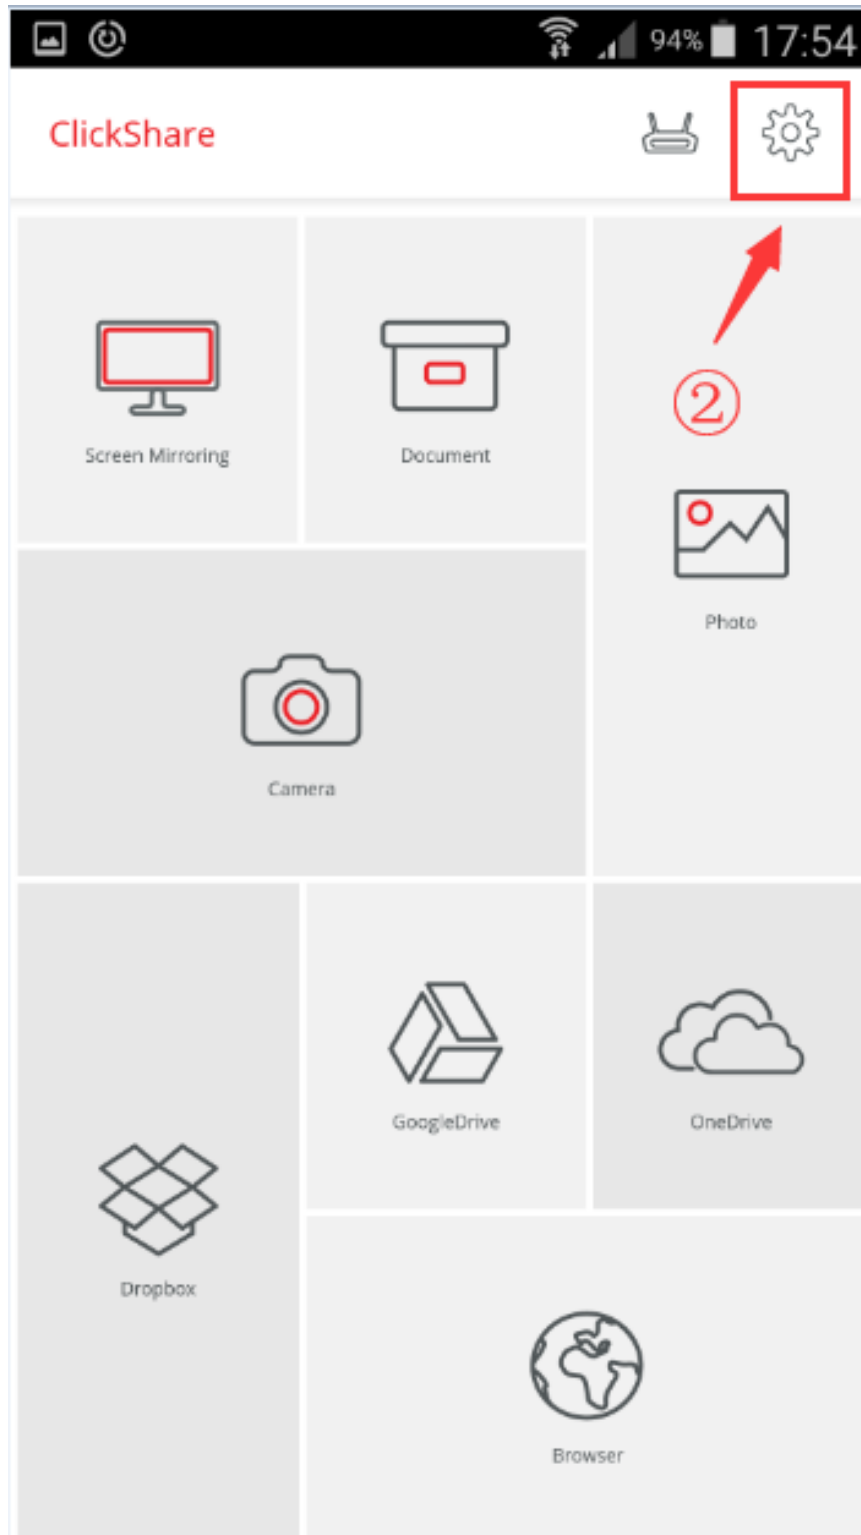 94% 17:54
ClickShare
②
Screen Mirroring
Document
Photo
Camera
GoogleDrive
OneDrive
Dropbox
Browser